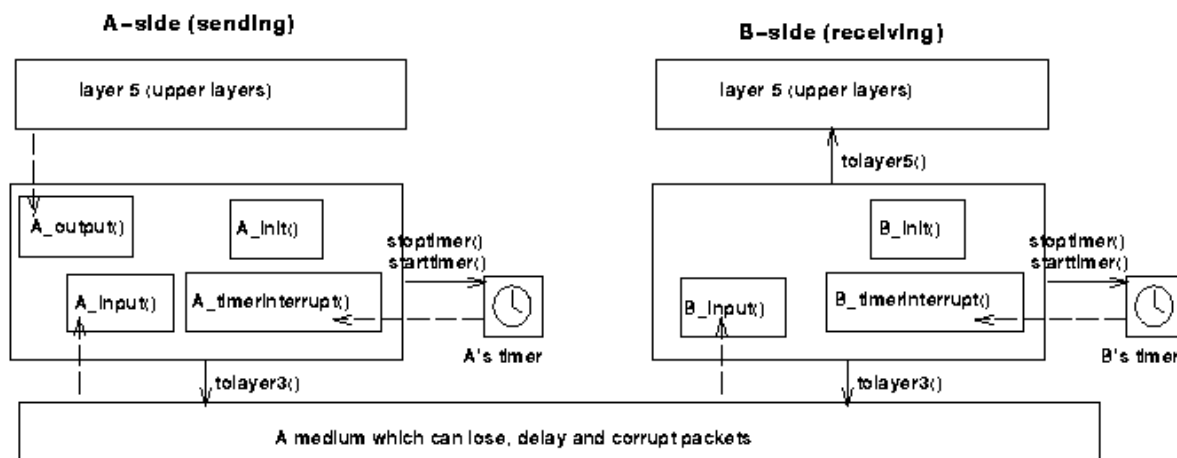 A-side (sending)
B-side (receiving)
layer 5 (upper layers)
layer 5 (upper layers)
tolayer5()
A_output()
A_init()
B_init()
stoptimer()
starttimer()
stoptimer()
starttimer()
A_input()
A_timerinterrupt()
B_input()
B_timerinterrupt()
A's timer
B's timer
tolayer3()
tolayer3()
A medium which can lose, delay and corrupt packets